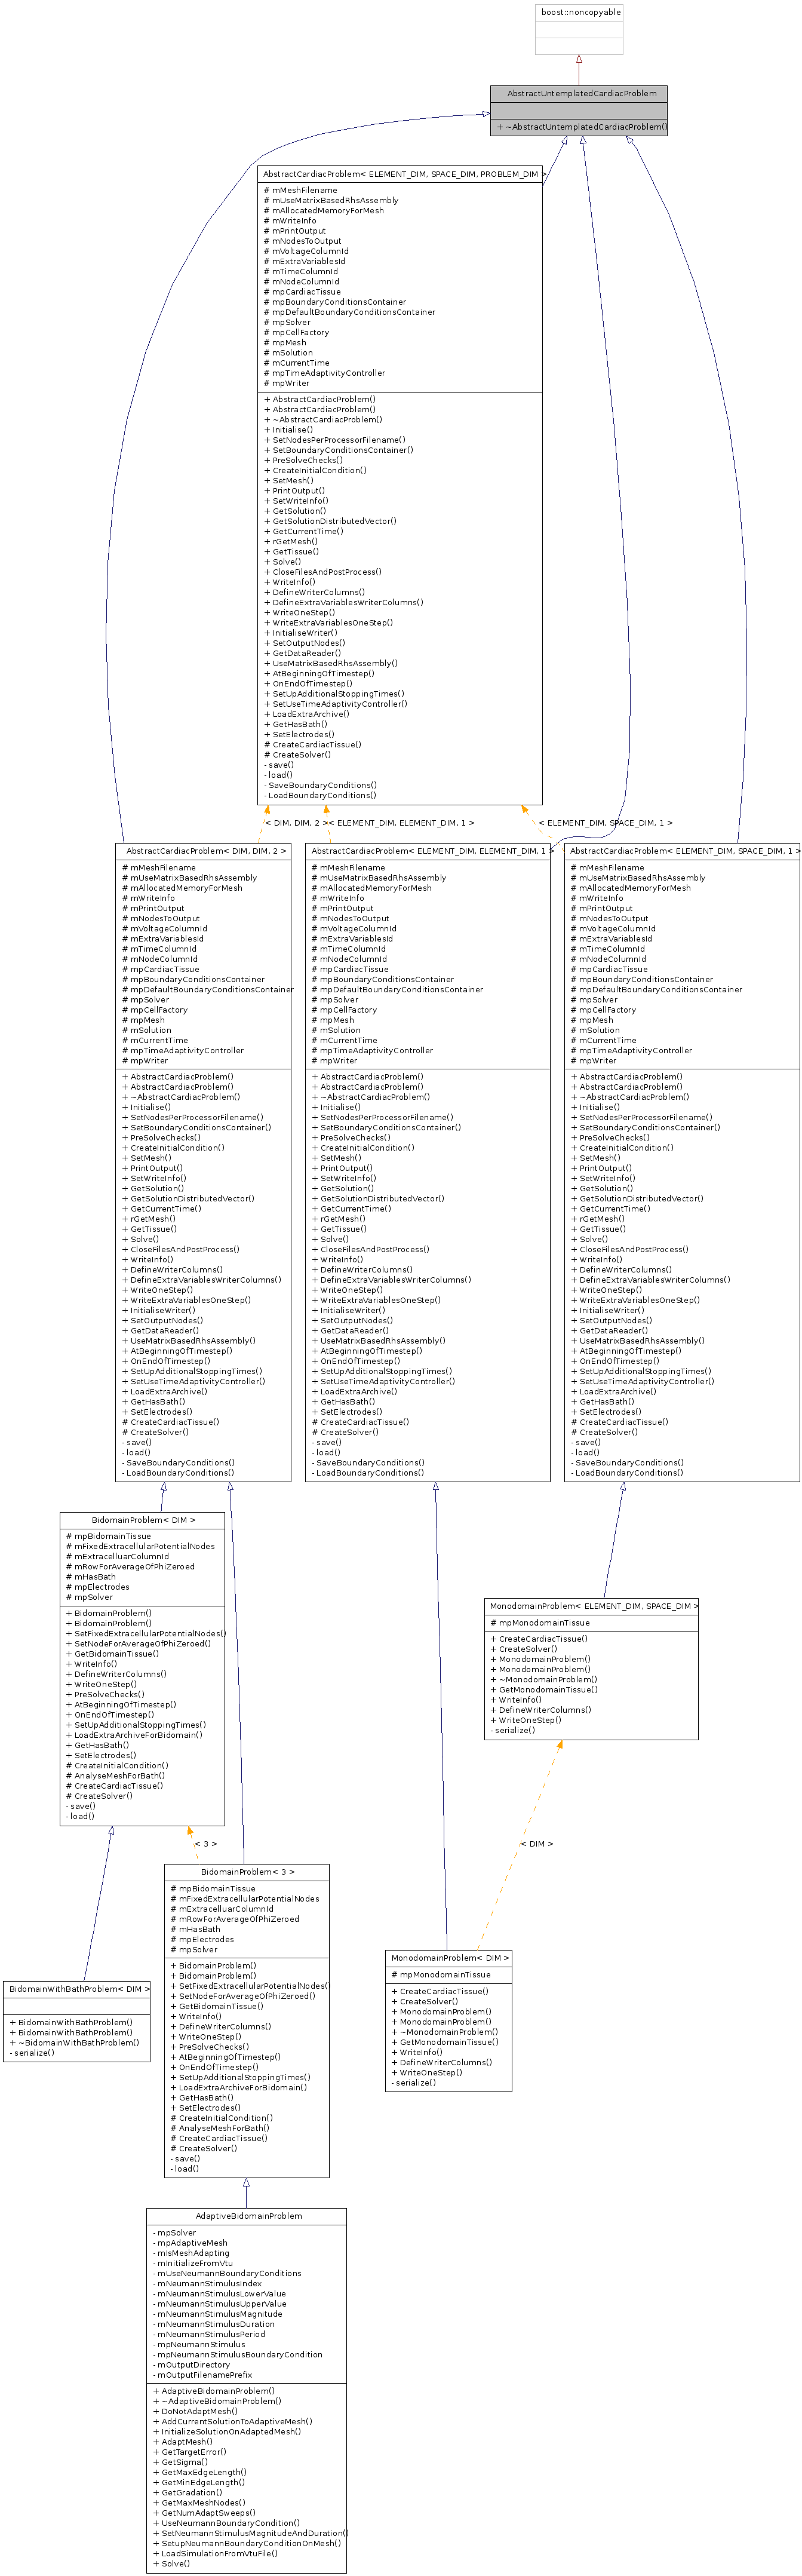 boost::noncopyable
AbstractUntemplatedCardiacProblem
+ ~AbstractUntemplatedCardiacProblem()
AbstractCardiacProblem< ELEMENT_DIM, SPACE_DIM, PROBLEM_DIM >
# mMeshFilename
# mUseMatrixBasedRhsAssembly
# mAllocatedMemoryForMesh
# mWriteInfo
# mPrintOutput
# mNodesToOutput
# mVoltageColumnId
# mExtraVariablesId
# mTimeColumnId
# mNodeColumnId
# mpCardiacTissue
# mpBoundaryConditionsContainer
# mpDefaultBoundaryConditionsContainer
# mpSolver
# mpCellFactory
# mpMesh
# mSolution
# mCurrentTime
# mpTimeAdaptivityController
# mpWriter
+ AbstractCardiacProblem()
+ AbstractCardiacProblem()
+ ~AbstractCardiacProblem()
+ Initialise()
+ SetNodesPerProcessorFilename()
+ SetBoundaryConditionsContainer()
+ PreSolveChecks()
+ CreateInitialCondition()
+ SetMesh()
+ PrintOutput()
+ SetWriteInfo()
+ GetSolution()
+ GetSolutionDistributedVector()
+ GetCurrentTime()
+ rGetMesh()
+ GetTissue()
+ Solve()
+ CloseFilesAndPostProcess()
+ WriteInfo()
+ DefineWriterColumns()
+ DefineExtraVariablesWriterColumns()
+ WriteOneStep()
+ WriteExtraVariablesOneStep()
+ InitialiseWriter()
+ SetOutputNodes()
+ GetDataReader()
+ UseMatrixBasedRhsAssembly()
+ AtBeginningOfTimestep()
+ OnEndOfTimestep()
+ SetUpAdditionalStoppingTimes()
+ SetUseTimeAdaptivityController()
+ LoadExtraArchive()
+ GetHasBath()
+ SetElectrodes()
# CreateCardiacTissue()
# CreateSolver()
- save()
- load()
- SaveBoundaryConditions()
- LoadBoundaryConditions()
< DIM, DIM, 2 >
< ELEMENT_DIM, ELEMENT_DIM, 1 >
< ELEMENT_DIM, SPACE_DIM, 1 >
AbstractCardiacProblem< DIM, DIM, 2 >
# mMeshFilename
# mUseMatrixBasedRhsAssembly
# mAllocatedMemoryForMesh
# mWriteInfo
# mPrintOutput
# mNodesToOutput
# mVoltageColumnId
# mExtraVariablesId
# mTimeColumnId
# mNodeColumnId
# mpCardiacTissue
# mpBoundaryConditionsContainer
# mpDefaultBoundaryConditionsContainer
# mpSolver
# mpCellFactory
# mpMesh
# mSolution
# mCurrentTime
# mpTimeAdaptivityController
# mpWriter
+ AbstractCardiacProblem()
+ AbstractCardiacProblem()
+ ~AbstractCardiacProblem()
+ Initialise()
+ SetNodesPerProcessorFilename()
+ SetBoundaryConditionsContainer()
+ PreSolveChecks()
+ CreateInitialCondition()
+ SetMesh()
+ PrintOutput()
+ SetWriteInfo()
+ GetSolution()
+ GetSolutionDistributedVector()
+ GetCurrentTime()
+ rGetMesh()
+ GetTissue()
+ Solve()
+ CloseFilesAndPostProcess()
+ WriteInfo()
+ DefineWriterColumns()
+ DefineExtraVariablesWriterColumns()
+ WriteOneStep()
+ WriteExtraVariablesOneStep()
+ InitialiseWriter()
+ SetOutputNodes()
+ GetDataReader()
+ UseMatrixBasedRhsAssembly()
+ AtBeginningOfTimestep()
+ OnEndOfTimestep()
+ SetUpAdditionalStoppingTimes()
+ SetUseTimeAdaptivityController()
+ LoadExtraArchive()
+ GetHasBath()
+ SetElectrodes()
# CreateCardiacTissue()
# CreateSolver()
- save()
- load()
- SaveBoundaryConditions()
- LoadBoundaryConditions()
AbstractCardiacProblem< ELEMENT_DIM, ELEMENT_DIM, 1 >
# mMeshFilename
# mUseMatrixBasedRhsAssembly
# mAllocatedMemoryForMesh
# mWriteInfo
# mPrintOutput
# mNodesToOutput
# mVoltageColumnId
# mExtraVariablesId
# mTimeColumnId
# mNodeColumnId
# mpCardiacTissue
# mpBoundaryConditionsContainer
# mpDefaultBoundaryConditionsContainer
# mpSolver
# mpCellFactory
# mpMesh
# mSolution
# mCurrentTime
# mpTimeAdaptivityController
# mpWriter
+ AbstractCardiacProblem()
+ AbstractCardiacProblem()
+ ~AbstractCardiacProblem()
+ Initialise()
+ SetNodesPerProcessorFilename()
+ SetBoundaryConditionsContainer()
+ PreSolveChecks()
+ CreateInitialCondition()
+ SetMesh()
+ PrintOutput()
+ SetWriteInfo()
+ GetSolution()
+ GetSolutionDistributedVector()
+ GetCurrentTime()
+ rGetMesh()
+ GetTissue()
+ Solve()
+ CloseFilesAndPostProcess()
+ WriteInfo()
+ DefineWriterColumns()
+ DefineExtraVariablesWriterColumns()
+ WriteOneStep()
+ WriteExtraVariablesOneStep()
+ InitialiseWriter()
+ SetOutputNodes()
+ GetDataReader()
+ UseMatrixBasedRhsAssembly()
+ AtBeginningOfTimestep()
+ OnEndOfTimestep()
+ SetUpAdditionalStoppingTimes()
+ SetUseTimeAdaptivityController()
+ LoadExtraArchive()
+ GetHasBath()
+ SetElectrodes()
# CreateCardiacTissue()
# CreateSolver()
- save()
- load()
- SaveBoundaryConditions()
- LoadBoundaryConditions()
AbstractCardiacProblem< ELEMENT_DIM, SPACE_DIM, 1 >
# mMeshFilename
# mUseMatrixBasedRhsAssembly
# mAllocatedMemoryForMesh
# mWriteInfo
# mPrintOutput
# mNodesToOutput
# mVoltageColumnId
# mExtraVariablesId
# mTimeColumnId
# mNodeColumnId
# mpCardiacTissue
# mpBoundaryConditionsContainer
# mpDefaultBoundaryConditionsContainer
# mpSolver
# mpCellFactory
# mpMesh
# mSolution
# mCurrentTime
# mpTimeAdaptivityController
# mpWriter
+ AbstractCardiacProblem()
+ AbstractCardiacProblem()
+ ~AbstractCardiacProblem()
+ Initialise()
+ SetNodesPerProcessorFilename()
+ SetBoundaryConditionsContainer()
+ PreSolveChecks()
+ CreateInitialCondition()
+ SetMesh()
+ PrintOutput()
+ SetWriteInfo()
+ GetSolution()
+ GetSolutionDistributedVector()
+ GetCurrentTime()
+ rGetMesh()
+ GetTissue()
+ Solve()
+ CloseFilesAndPostProcess()
+ WriteInfo()
+ DefineWriterColumns()
+ DefineExtraVariablesWriterColumns()
+ WriteOneStep()
+ WriteExtraVariablesOneStep()
+ InitialiseWriter()
+ SetOutputNodes()
+ GetDataReader()
+ UseMatrixBasedRhsAssembly()
+ AtBeginningOfTimestep()
+ OnEndOfTimestep()
+ SetUpAdditionalStoppingTimes()
+ SetUseTimeAdaptivityController()
+ LoadExtraArchive()
+ GetHasBath()
+ SetElectrodes()
# CreateCardiacTissue()
# CreateSolver()
- save()
- load()
- SaveBoundaryConditions()
- LoadBoundaryConditions()
BidomainProblem< DIM >
# mpBidomainTissue
# mFixedExtracellularPotentialNodes
# mExtracelluarColumnId
# mRowForAverageOfPhiZeroed
# mHasBath
# mpElectrodes
# mpSolver
+ BidomainProblem()
+ BidomainProblem()
+ SetFixedExtracellularPotentialNodes()
+ SetNodeForAverageOfPhiZeroed()
+ GetBidomainTissue()
+ WriteInfo()
+ DefineWriterColumns()
+ WriteOneStep()
+ PreSolveChecks()
+ AtBeginningOfTimestep()
+ OnEndOfTimestep()
+ SetUpAdditionalStoppingTimes()
+ LoadExtraArchiveForBidomain()
+ GetHasBath()
+ SetElectrodes()
# CreateInitialCondition()
# AnalyseMeshForBath()
# CreateCardiacTissue()
# CreateSolver()
- save()
- load()
MonodomainProblem< ELEMENT_DIM, SPACE_DIM >
# mpMonodomainTissue
+ CreateCardiacTissue()
+ CreateSolver()
+ MonodomainProblem()
+ MonodomainProblem()
+ ~MonodomainProblem()
+ GetMonodomainTissue()
+ WriteInfo()
+ DefineWriterColumns()
+ WriteOneStep()
- serialize()
< 3 >
< DIM >
BidomainProblem< 3 >
# mpBidomainTissue
# mFixedExtracellularPotentialNodes
# mExtracelluarColumnId
# mRowForAverageOfPhiZeroed
# mHasBath
# mpElectrodes
# mpSolver
+ BidomainProblem()
+ BidomainProblem()
+ SetFixedExtracellularPotentialNodes()
+ SetNodeForAverageOfPhiZeroed()
+ GetBidomainTissue()
+ WriteInfo()
+ DefineWriterColumns()
+ WriteOneStep()
+ PreSolveChecks()
+ AtBeginningOfTimestep()
+ OnEndOfTimestep()
+ SetUpAdditionalStoppingTimes()
+ LoadExtraArchiveForBidomain()
+ GetHasBath()
+ SetElectrodes()
# CreateInitialCondition()
# AnalyseMeshForBath()
# CreateCardiacTissue()
# CreateSolver()
- save()
- load()
MonodomainProblem< DIM >
# mpMonodomainTissue
+ CreateCardiacTissue()
+ CreateSolver()
+ MonodomainProblem()
+ MonodomainProblem()
+ ~MonodomainProblem()
+ GetMonodomainTissue()
+ WriteInfo()
+ DefineWriterColumns()
+ WriteOneStep()
- serialize()
BidomainWithBathProblem< DIM >
+ BidomainWithBathProblem()
+ BidomainWithBathProblem()
+ ~BidomainWithBathProblem()
- serialize()
AdaptiveBidomainProblem
- mpSolver
- mpAdaptiveMesh
- mIsMeshAdapting
- mInitializeFromVtu
- mUseNeumannBoundaryConditions
- mNeumannStimulusIndex
- mNeumannStimulusLowerValue
- mNeumannStimulusUpperValue
- mNeumannStimulusMagnitude
- mNeumannStimulusDuration
- mNeumannStimulusPeriod
- mpNeumannStimulus
- mpNeumannStimulusBoundaryCondition
- mOutputDirectory
- mOutputFilenamePrefix
+ AdaptiveBidomainProblem()
+ ~AdaptiveBidomainProblem()
+ DoNotAdaptMesh()
+ AddCurrentSolutionToAdaptiveMesh()
+ InitializeSolutionOnAdaptedMesh()
+ AdaptMesh()
+ GetTargetError()
+ GetSigma()
+ GetMaxEdgeLength()
+ GetMinEdgeLength()
+ GetGradation()
+ GetMaxMeshNodes()
+ GetNumAdaptSweeps()
+ UseNeumannBoundaryCondition()
+ SetNeumannStimulusMagnitudeAndDuration()
+ SetupNeumannBoundaryConditionOnMesh()
+ LoadSimulationFromVtuFile()
+ Solve()